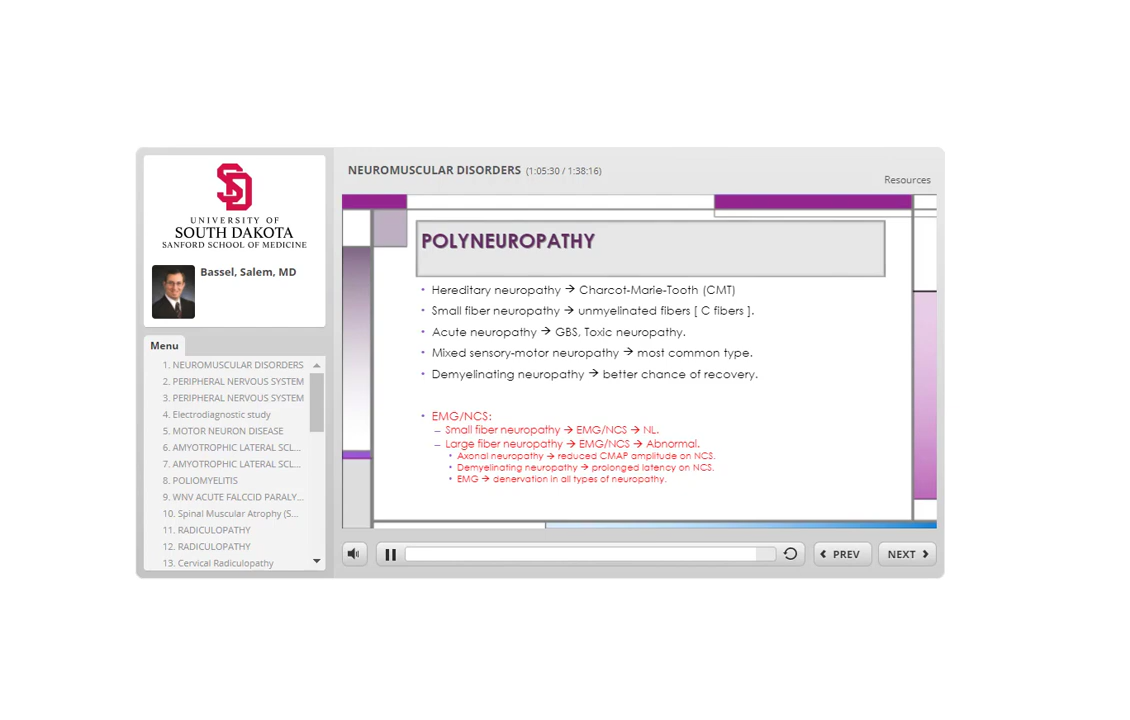 UNIVERSITY OF
SOUTH DAKOTA
SANFORD SCHOOL OF MEDICINE
Bassel, Salem, MD
Menu
1. NEUROMUSCULAR DISORDERS
2. PERIPHERAL NERVOUS SYSTEM
3. PERIPHERAL NERVOUS SYSTEM
4. Electrodiagnostic study
5. MOTOR NEURON DISEASE
6. AMYOTROPHIC LATERAL SCL...
7. AMYOTROPHIC LATERAL SCL...
8. POLIOMYELITIS
9. WNV ACUTE FALCCID PARALY...
10. Spinal Muscular Atrophy (S...
11. RADICULOPATHY
12. RADICULOPATHY
13. Cervical Radiculopathy
NEUROMUSCULAR DISORDERS (1:05:30 / 1:38:16)
Resources
POLYNEUROPATHY
• Hereditary neuropathy → Charcot-Marie-Tooth (CMT)
• Small fiber neuropathy → unmyelinated fibers [ C fibers ].
• Acute neuropathy → GBS, Toxic neuropathy.
• Mixed sensory-motor neuropathy → most common type.
• Demyelinating neuropathy → better chance of recovery.
• EMG/NCS:
– Small fiber neuropathy → EMG/NCS → NL.
– Large fiber neuropathy → EMG/NCS → Abnormal.
• Axonal neuropathy → reduced CMAP amplitude on NCS.
• Demyelinating neuropathy → prolonged latency on NCS.
• EMG → denervation in all types of neuropathy.
PREV
NEXT